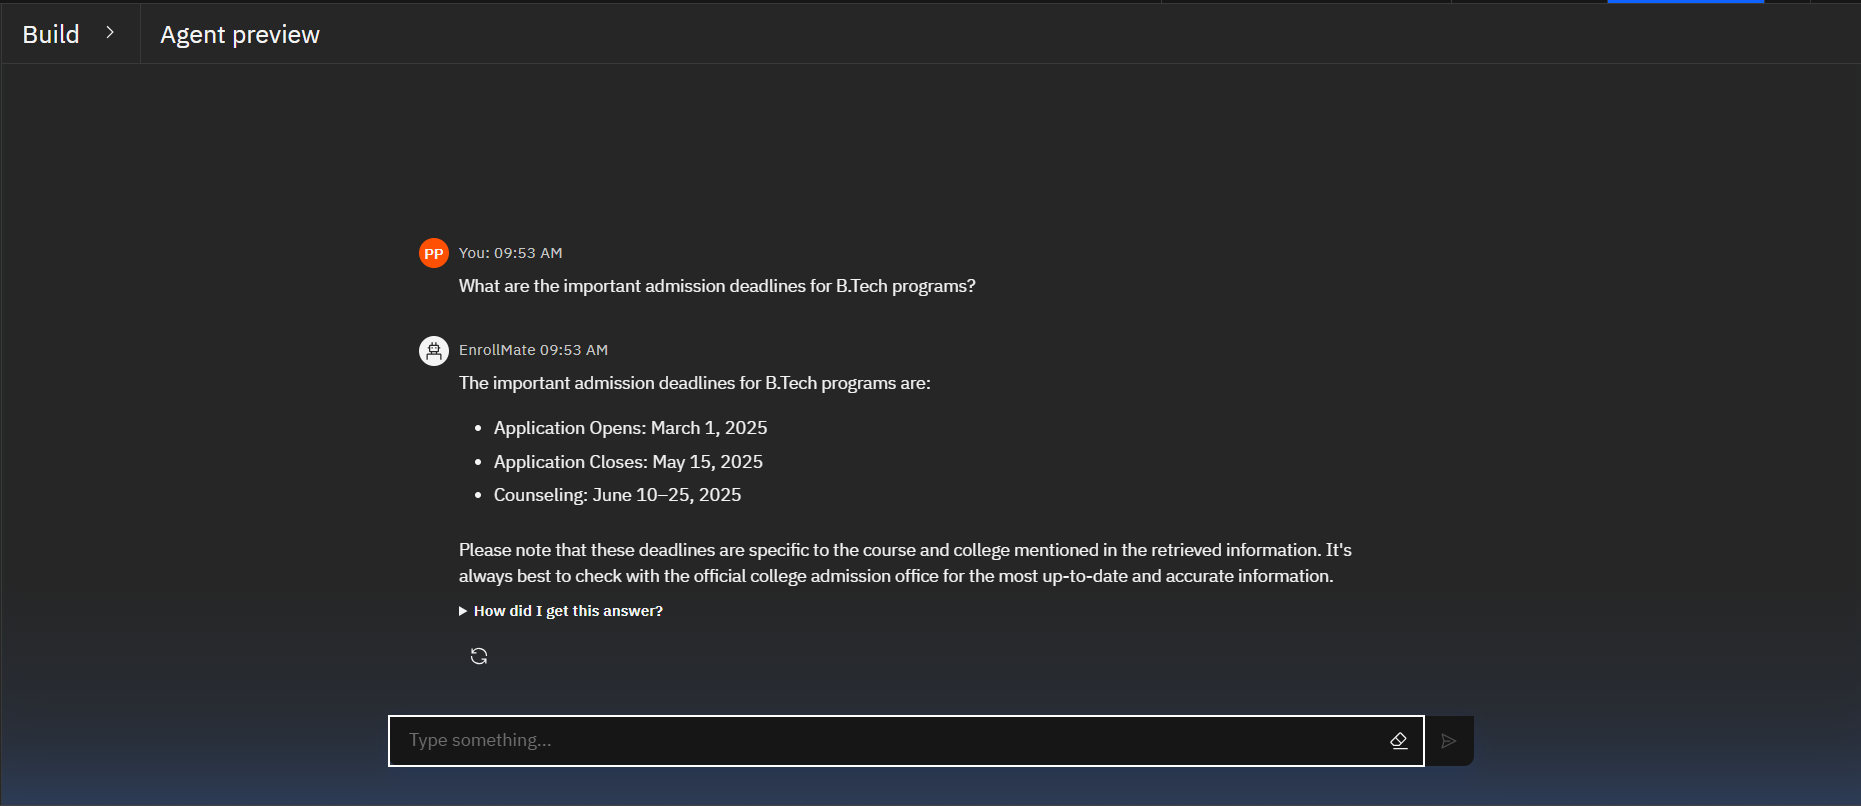 Build
Agent preview
PP
You: 09:53 AM
What are the important admission deadlines for B.Tech programs?
EnrollMate 09:53 AM
The important admission deadlines for B.Tech programs are:
• Application Opens: March 1, 2025
• Application Closes: May 15, 2025
• Counseling: June 10–25, 2025
Please note that these deadlines are specific to the course and college mentioned in the retrieved information. It's
always best to check with the official college admission office for the most up-to-date and accurate information.
How did I get this answer?
Type something...